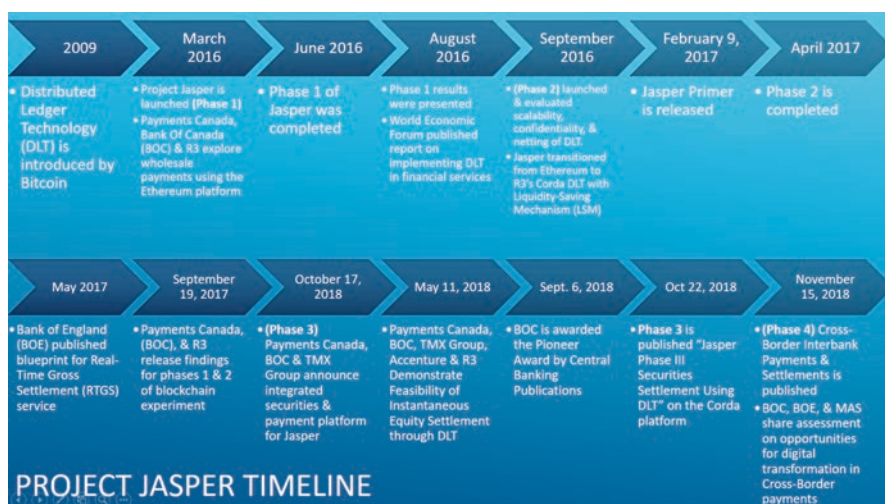 2009
March
2016
June 2016
August
2016
September
2016
February 9,
2017
April 2017
• Distributed
Ledger
Technology
(DLT) is
introduced by
Bitcoin
• Project Jasper is
launched (Phase 1)
• Payments Canada,
Bank Of Canada
(BOC) & R3 explore
wholesale
payments using the
Ethereum platform
• Phase 1 of
Jasper was
completed
• Phase 1 results
were presented
• World Economic
Forum published
report on
implementing DLT
in financial services
• (Phase 2) launched
& evaluated
scalability,
confidentiality, &
netting of DLT.
• Jasper transitioned
from Ethereum to
R3's Corda DLT with
Liquidity-Saving
Mechanism (LSM)
• Jasper Primer
is released
• Phase 2 is
completed
May 2017
September
19, 2017
October 17,
2018
May 11, 2018
Sept. 6, 2018
Oct 22, 2018
November
15, 2018
• Bank of England
(BOE) published
blueprint for Real-
Time Gross
Settlement (RTGS)
service
• Payments Canada,
(BOC), & R3
release findings
for phases 1 & 2
of blockchain
experiment
• (Phase 3)
Payments Canada,
BOC & TMX
Group announce
integrated
securities &
payment platform
for Jasper
• Payments Canada,
BOC, TMX Group,
Accenture & R3
Demonstrate
Feasibility of
Instantaneous
Equity Settlement
through DLT
• BOC is awarded
the Pioneer
Award by Central
Banking
Publications
• Phase 3 is
published "Jasper
Phase III
Securities
Settlement Using
DLT" on the Corda
platform
• (Phase 4) Cross-
Border Interbank
Payments &
Settlements is
published
• BOC, BOE, & MAS
share assessment
on opportunities
for digital
transformation in
Cross-Border
payments
PROJECT JASPER TIMELINE